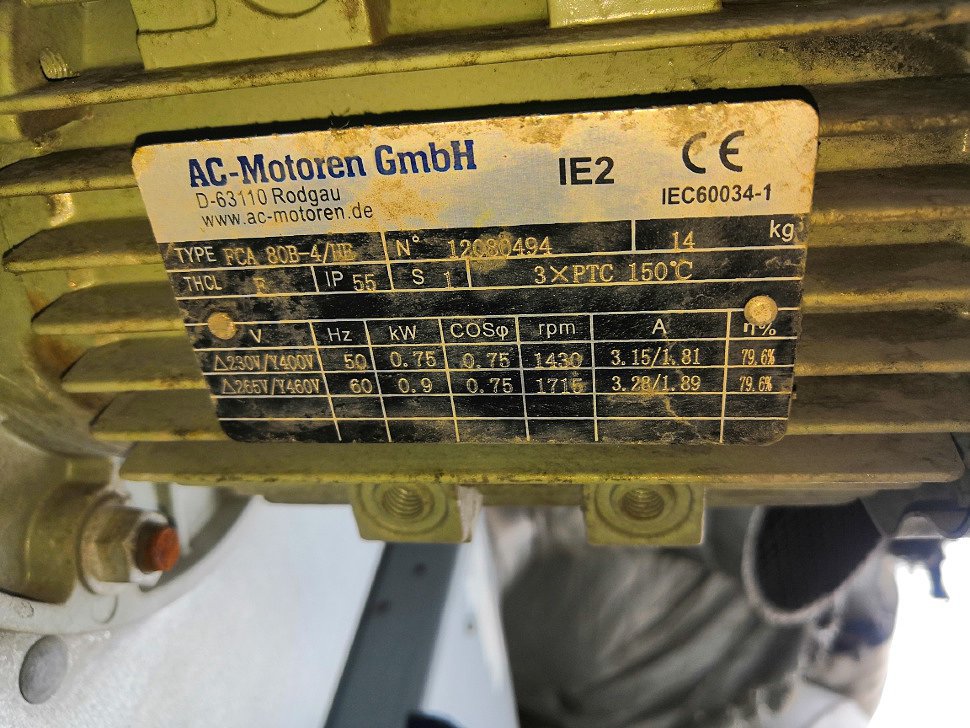 AC-Motoren GmbH IE2 CE
D-63110 Rodgau IEC60034-1
www.ac-motoren.de
TYPE FCA 80B-4/HE N° 12080494 14 kg
THCL F IP 55 S 1 3×PTC 150℃
V Hz kW COSφ rpm A η%
Δ230V/Y400V 50 0.75 0.75 1430 3.15/1.81 79.6%
Δ265V/Y460V 60 0.9 0.75 1715 3.28/1.89 79.6%